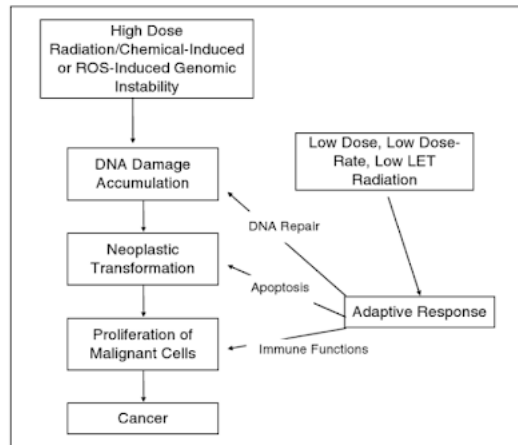 High Dose
Radiation/Chemical-Induced
or ROS-Induced Genomic
Instability
Low Dose, Low Dose-
Rate, Low LET
Radiation
DNA Damage
Accumulation
DNA Repair
Neoplastic
Transformation
Apoptosis
Adaptive Response
Proliferation of
Malignant Cells
Immune Functions
Cancer